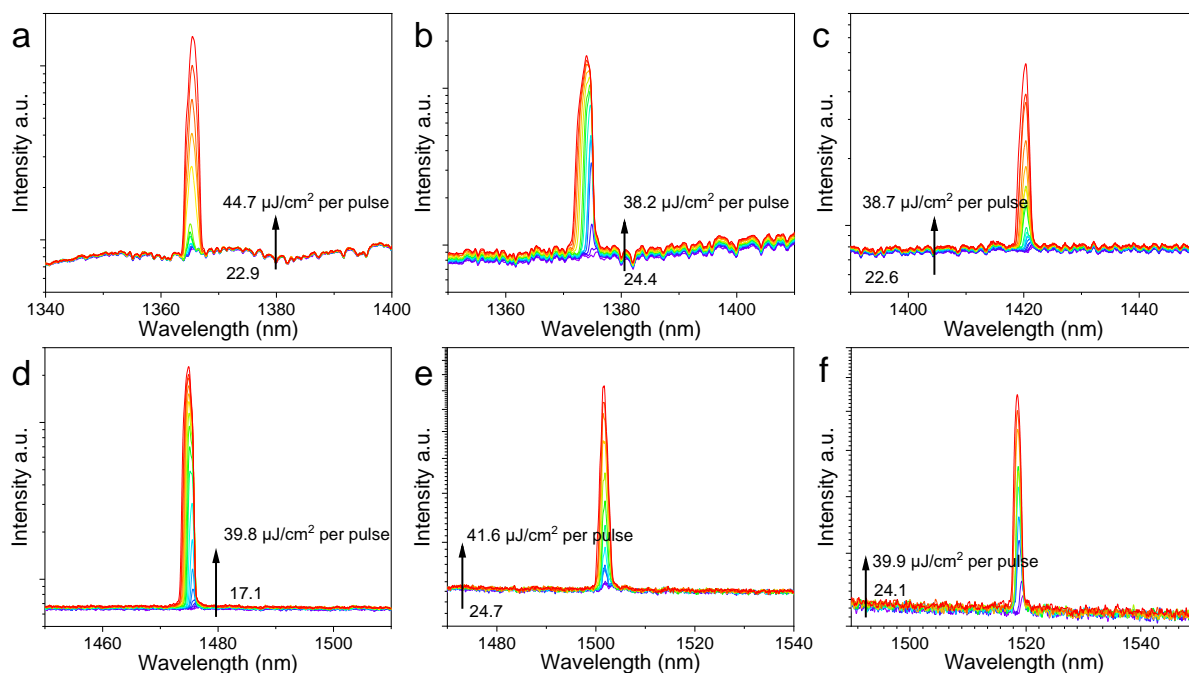 a
Intensity a.u.
44.7 µJ/cm² per pulse
22.9
1340 1360 1380 1400
Wavelength (nm)
b
Intensity a.u.
38.2 µJ/cm² per pulse
24.4
1360 1380 1400
Wavelength (nm)
c
Intensity a.u.
38.7 µJ/cm² per pulse
22.6
1400 1420 1440
Wavelength (nm)
d
Intensity a.u.
39.8 µJ/cm² per pulse
17.1
1460 1480 1500
Wavelength (nm)
e
Intensity a.u.
41.6 µJ/cm² per pulse
24.7
1480 1500 1520 1540
Wavelength (nm)
f
Intensity a.u.
39.9 µJ/cm² per pulse
24.1
1500 1520 1540
Wavelength (nm)